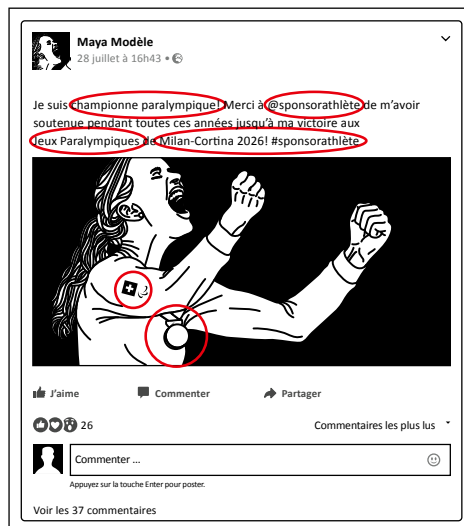 Maya Modèle
28 juillet à 16h43 •
Je suis championne paralympique! Merci à @sponsorathlète de m’avoir
soutenue pendant toutes ces années jusqu’à ma victoire aux
Jeux Paralympiques de Milan-Cortina 2026! #sponsorathlète
J’aime Commenter Partager
26 Commentaires les plus lus
Commenter ...
Appuyez sur la touche Enter pour poster.
Voir les 37 commentaires